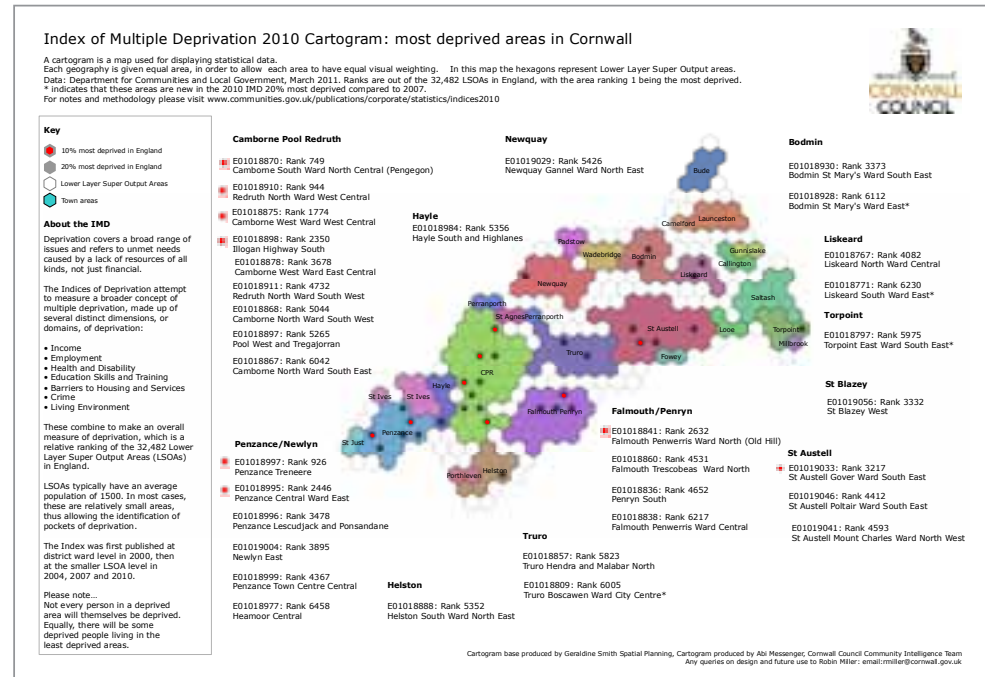 Index of Multiple Deprivation 2010 Cartogram: most deprived areas in Cornwall
A cartogram is a map used for displaying statistical data.
Each geography is given equal area, in order to allow each area to have equal visual weighting. In this map the hexagons represent Lower Layer Super Output Areas.
Data: Department for Communities and Local Government, March 2011. Ranks are out of the 32,482 LSOAs in England, with the area ranking 1 being the most deprived.
* indicates that these areas are new in the 2010 IMD 20% most deprived compared to 2007.
For notes and methodology please visit www.communities.gov.uk/publications/corporate/statistics/indices2010
CORNWALL
COUNCIL
Key
10% most deprived in England
20% most deprived in England
Lower Layer Super Output Areas
Town areas
About the IMD
Deprivation covers a broad range of
issues and refers to unmet needs
caused by a lack of resources of all
kinds, not just financial.
The Indices of Deprivation attempt
to measure a broader concept of
multiple deprivation, made up of
several distinct dimensions, or
domains, of deprivation:
• Income
• Employment
• Health and Disability
• Education Skills and Training
• Barriers to Housing and Services
• Crime
• Living Environment
These combine to make an overall
measure of deprivation, which is a
relative ranking of the 32,482 Lower
Layer Super Output Areas (LSOAs)
in England.
LSOAs typically have an average
population of 1500. In most cases,
these are relatively small areas,
thus allowing the identification of
pockets of deprivation.
The Index was first published at
district ward level in 2000, then
at the smaller LSOA level in
2004, 2007 and 2010.
Please note...
Not every person in a deprived
area will themselves be deprived.
Equally, there will be some
deprived people living in the
least deprived areas.
Camborne Pool Redruth
E01018870: Rank 749
Camborne South Ward North Central (Pengegon)
E01018910: Rank 944
Redruth North Ward West Central
E01018875: Rank 1774
Camborne West Ward West Central
E01018898: Rank 2350
Illogan Highway South
E01018878: Rank 3678
Camborne West Ward East Central
E01018911: Rank 4732
Redruth North Ward South West
E01018868: Rank 5044
Camborne North Ward South West
E01018897: Rank 5265
Pool West and Tregajorran
E01018867: Rank 6042
Camborne North Ward South East
Penzance/Newlyn
E01018997: Rank 926
Penzance Treneere
E01018995: Rank 2446
Penzance Central Ward East
E01018996: Rank 3478
Penzance Lescudjack and Ponsandane
E01019004: Rank 3895
Newlyn East
E01018999: Rank 4367
Penzance Town Centre Central
E01018977: Rank 6458
Heamoor Central
Hayle
E01018984: Rank 5356
Hayle South and Highlanes
Newquay
E01019029: Rank 5426
Newquay Gannel Ward North East
Bodmin
E01018930: Rank 3373
Bodmin St Mary's Ward South East
E01018928: Rank 6112
Bodmin St Mary's Ward East*
Liskeard
E01018767: Rank 4082
Liskeard North Ward Central
E01018771: Rank 6230
Liskeard South Ward East*
Torpoint
E01018797: Rank 5975
Torpoint East Ward South East*
St Blazey
E01019056: Rank 3332
St Blazey West
St Austell
E01019033: Rank 3217
St Austell Gover Ward South East
E01019046: Rank 4412
St Austell Poltair Ward South East
E01019041: Rank 4593
St Austell Mount Charles Ward North West
Falmouth/Penryn
E01018841: Rank 2632
Falmouth Penwerris Ward North (Old Hill)
E01018860: Rank 4531
Falmouth Trescobeas Ward North
E01018836: Rank 4652
Penryn South
E01018838: Rank 6217
Falmouth Penwerris Ward Central
Truro
E01018857: Rank 5823
Truro Hendra and Malabar North
E01018809: Rank 6005
Truro Boscawen Ward City Centre*
Helston
E01018888: Rank 5352
Helston South Ward North East
Bude
Camelford
Launceston
Padstow
Wadebridge
Bodmin
Gunnislake
Callington
Liskeard
Newquay
Saltash
Perranporth
St Agnes
Perranporth
St Austell
Looe
Torpoint
Millbrook
Truro
Fowey
CPR
Hayle
St Ives
St Ives
Falmouth Penryn
Penzance
St Just
Helston
Porthleven
Cartogram base produced by Geraldine Smith Spatial Planning, Cartogram produced by Abi Messenger, Cornwall Council Community Intelligence Team
Any queries on design and future use to Robin Miller: email:rmiller@cornwall.gov.uk